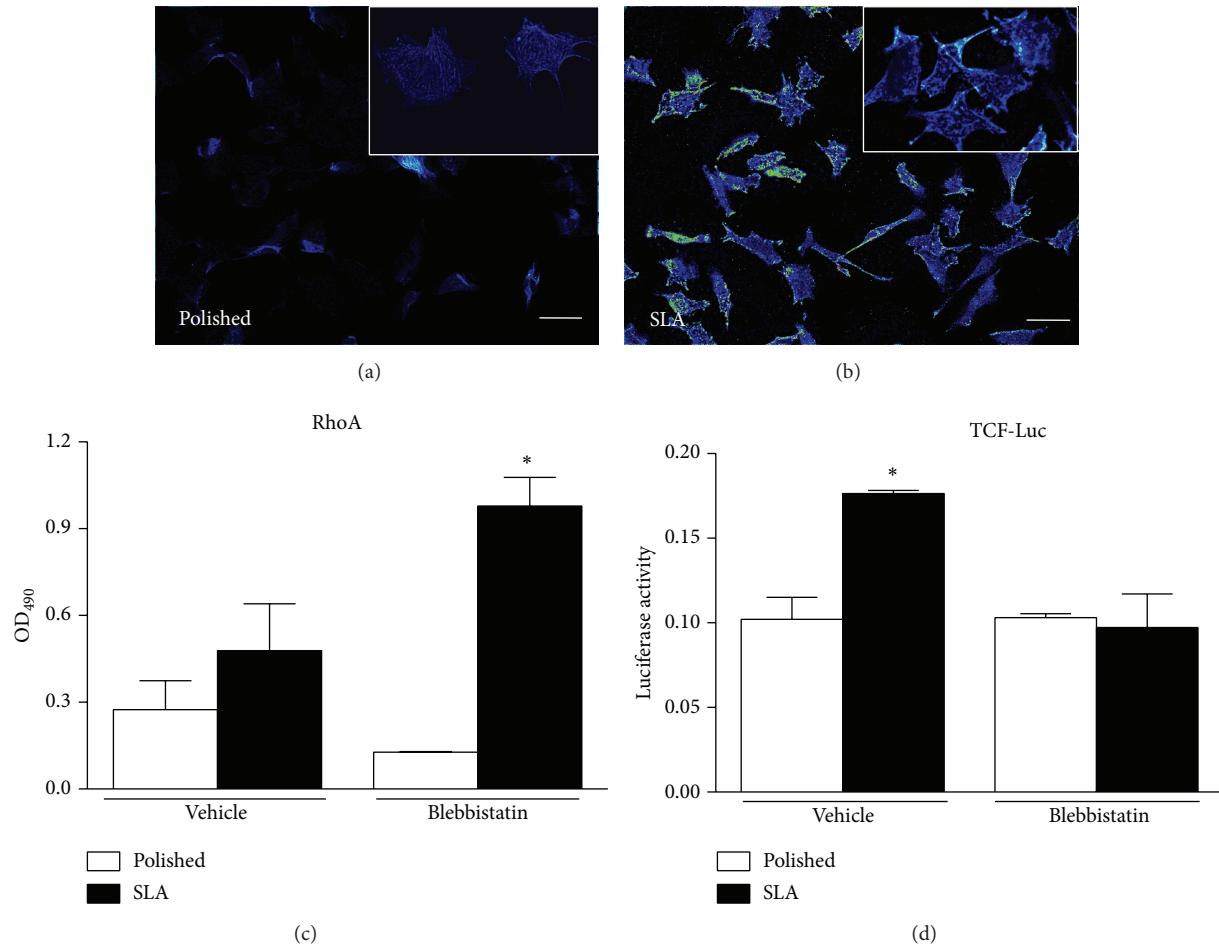 Polished
SLA
(a)
(b)
RhoA
1.2
0.9
0.6
0.3
0.0
OD490
*
Vehicle
Blebbistatin
Polished
SLA
(c)
TCF-Luc
0.20
0.15
0.10
0.05
0.00
Luciferase activity
*
Vehicle
Blebbistatin
Polished
SLA
(d)